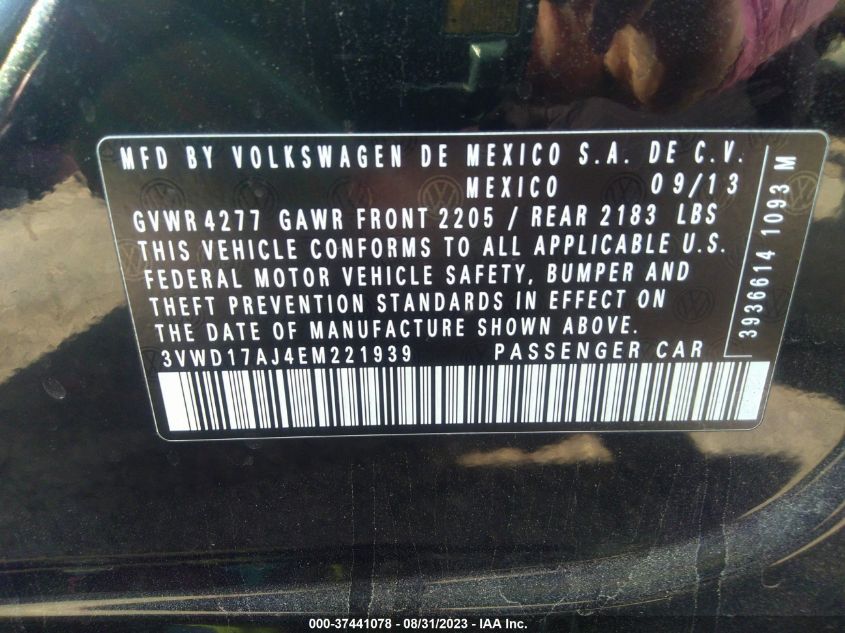 MFD BY VOLKSWAGEN DE MEXICO S.A. DE C.V.
MEXICO 09/13
GVWR 4277 GAWR FRONT 2205 / REAR 2183 LBS
THIS VEHICLE CONFORMS TO ALL APPLICABLE U.S.
FEDERAL MOTOR VEHICLE SAFETY, BUMPER AND
THEFT PREVENTION STANDARDS IN EFFECT ON
THE DATE OF MANUFACTURE SHOWN ABOVE.
3VWD17AJ4EM221939 PASSENGER CAR
3936614 1093 M
000-37441078 - 08/31/2023 - IAA Inc.